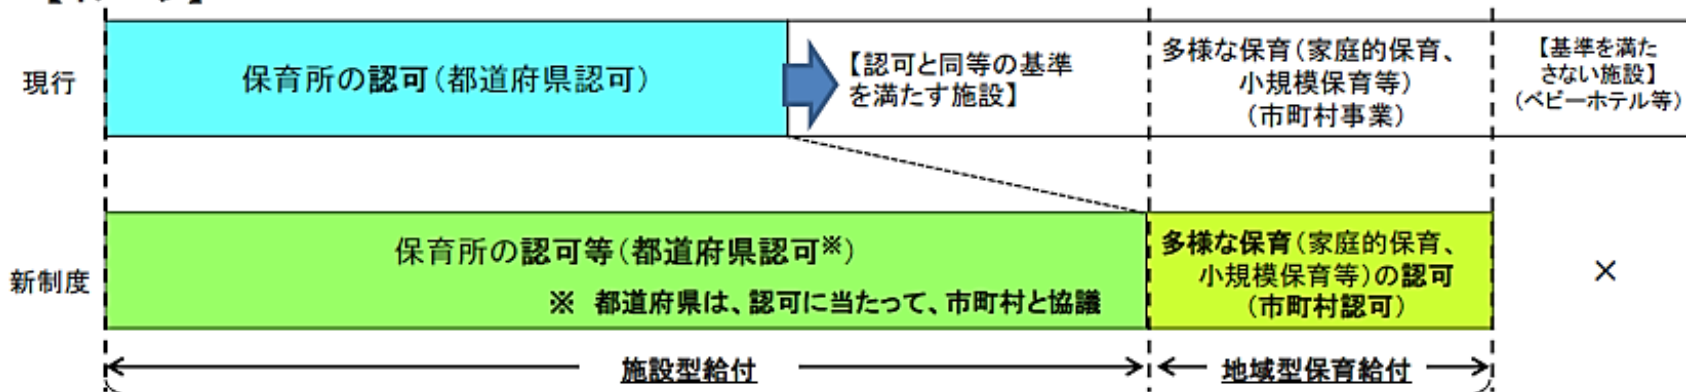 現行
保育所の認可(都道府県認可)
【認可と同等の基準
を満たす施設】
多様な保育(家庭的保育、
小規模保育等)
(市町村事業)
【基準を満た
さない施設】
(ベビーホテル等)
新制度
保育所の認可等(都道府県認可※)
※ 都道府県は、認可に当たって、市町村と協議
多様な保育(家庭的保育、
小規模保育等)の認可
(市町村認可)
×
施設型給付
地域型保育給付